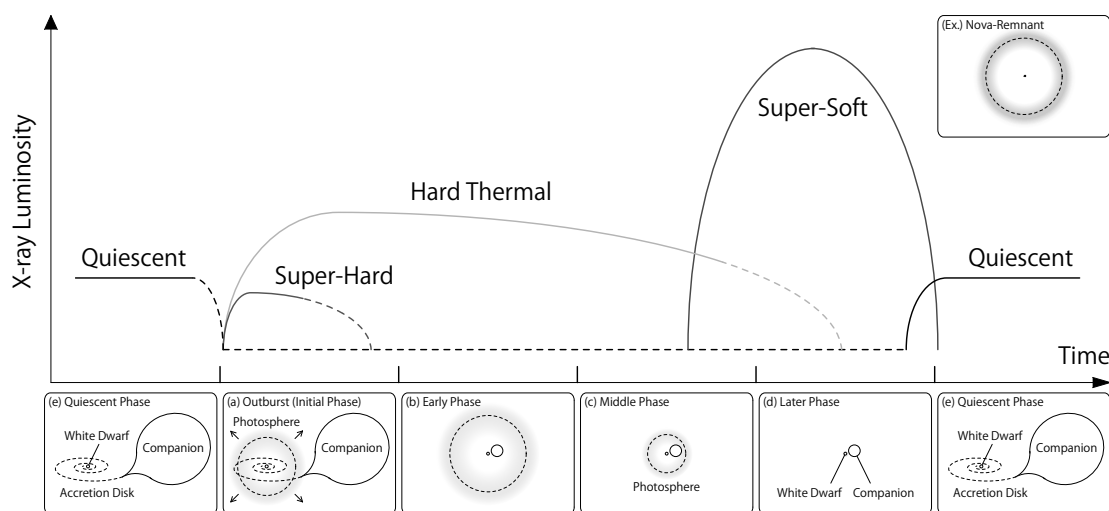 (Ex.) Nova-Remnant
X-ray Luminosity
Super-Soft
Hard Thermal
Quiescent
Super-Hard
Quiescent
Time
(e) Quiescent Phase
White Dwarf
Companion
Accretion Disk
(a) Outburst (Initial Phase)
Photosphere
Companion
(b) Early Phase
(c) Middle Phase
Photosphere
(d) Later Phase
White Dwarf
Companion
(e) Quiescent Phase
White Dwarf
Companion
Accretion Disk